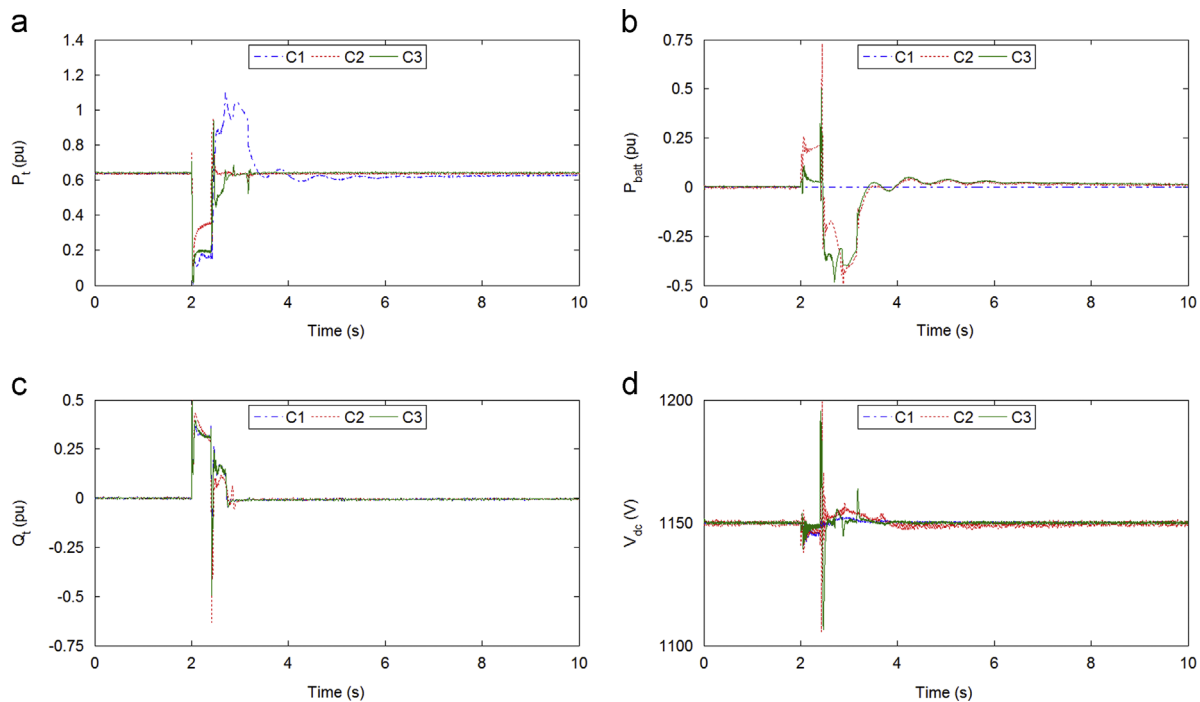 a
1.4
1.2
1
0.8
0.6
0.4
0.2
0
P_t (pu)
C1 C2 C3
0 2 4 6 8 10
Time (s)
b
0.75
0.5
0.25
0
-0.25
-0.5
P_batt (pu)
C1 C2 C3
0 2 4 6 8 10
Time (s)
c
0.5
0.25
0
-0.25
-0.5
-0.75
Q_t (pu)
C1 C2 C3
0 2 4 6 8 10
Time (s)
d
1200
1150
1100
V_dc (V)
C1 C2 C3
0 2 4 6 8 10
Time (s)